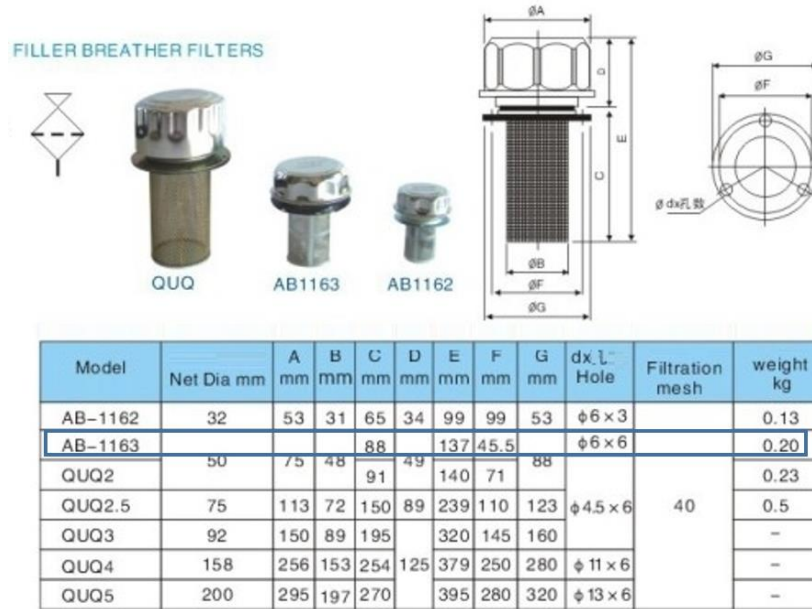 FILLER BREATHER FILTERS
QUQ
AB1163
AB1162
ØA
D
E
C
ØB
ØF
ØG
ØG
ØF
Ø dx孔数
Model Net Dia mm A mm B mm C mm D mm E mm F mm G mm dx Hole Filtration mesh weight kg
AB-1162 32 53 31 65 34 99 99 53 ϕ6×3 0.13
AB-1163 50 75 48 88 49 137 45.5 88 ϕ6×6 0.20
QUQ2 91 140 71 0.23
QUQ2.5 75 113 72 150 89 239 110 123 ϕ4.5×6 40 0.5
QUQ3 92 150 89 195 320 145 160 -
QUQ4 158 256 153 254 125 379 250 280 ϕ11×6 -
QUQ5 200 295 197 270 395 280 320 ϕ13×6 -